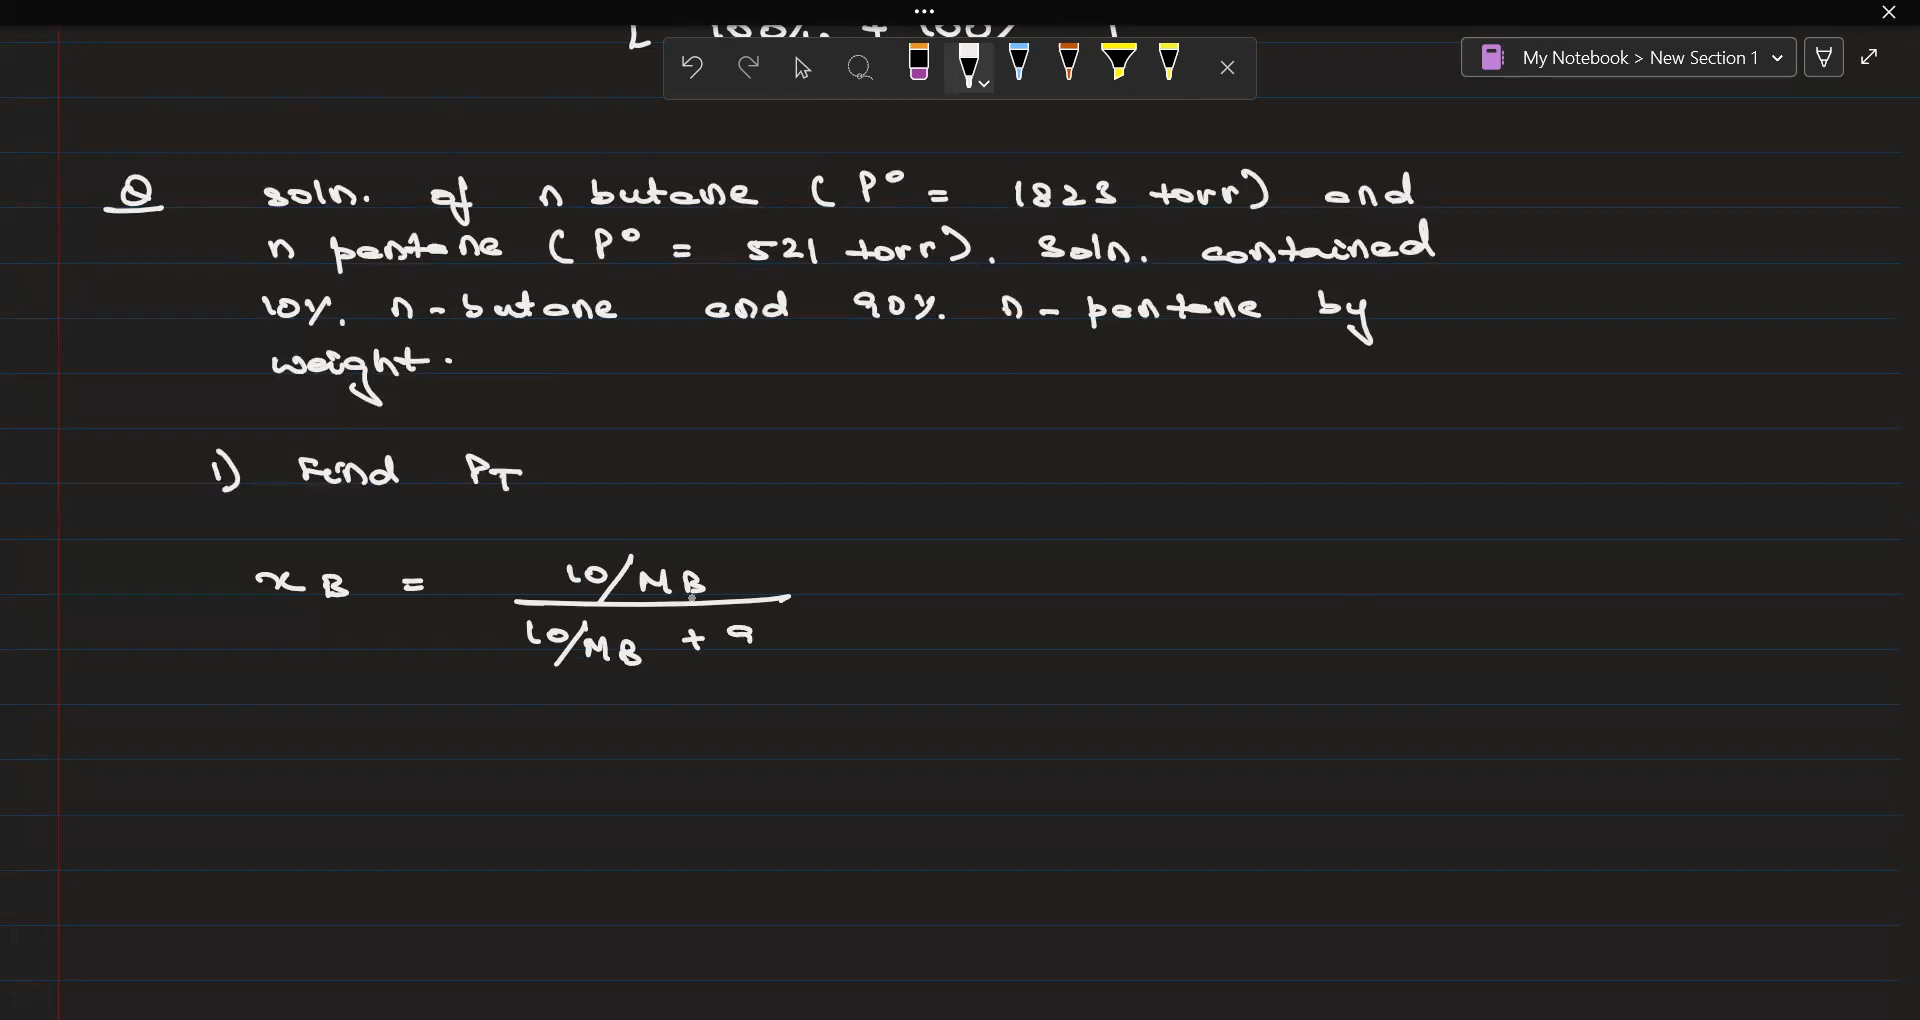 My Notebook > New Section 1
Q soln. of n butane (P° = 1823 torr) and
n pentane (P° = 521 torr). Soln. contained
10%. n-butane and 90%. n-pentane by
weight.
1) Find PT
xB = 10/MB
10/MB + 9